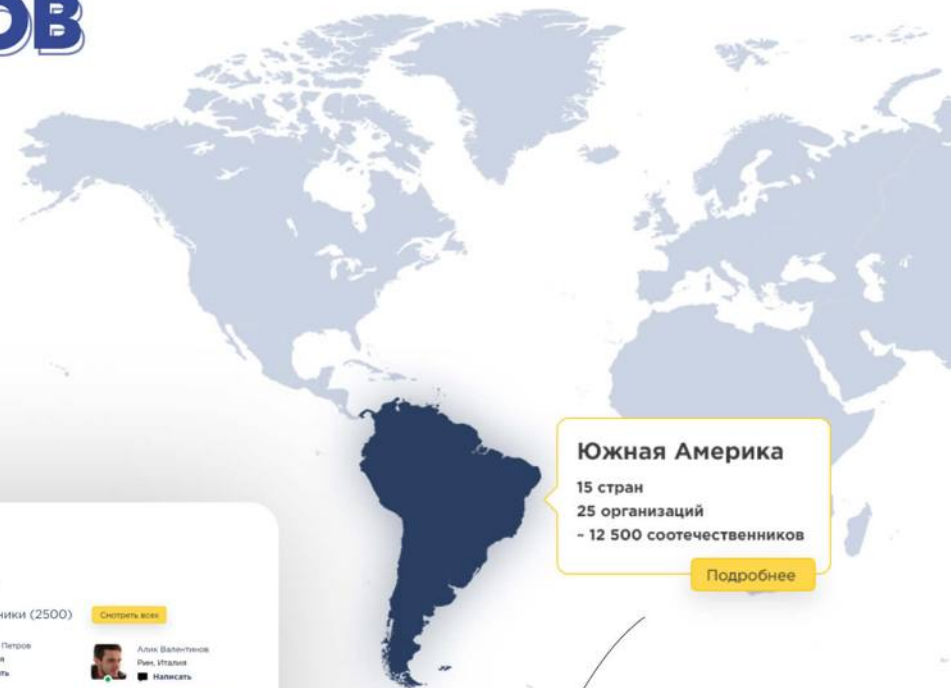 ОВ
Южная Америка
15 стран
25 организаций
~ 12 500 соотечественников
Подробнее
ники (2500)
Смотреть всех
Петров
я
ть
Алик Валентинов
Рим, Италия
Написать